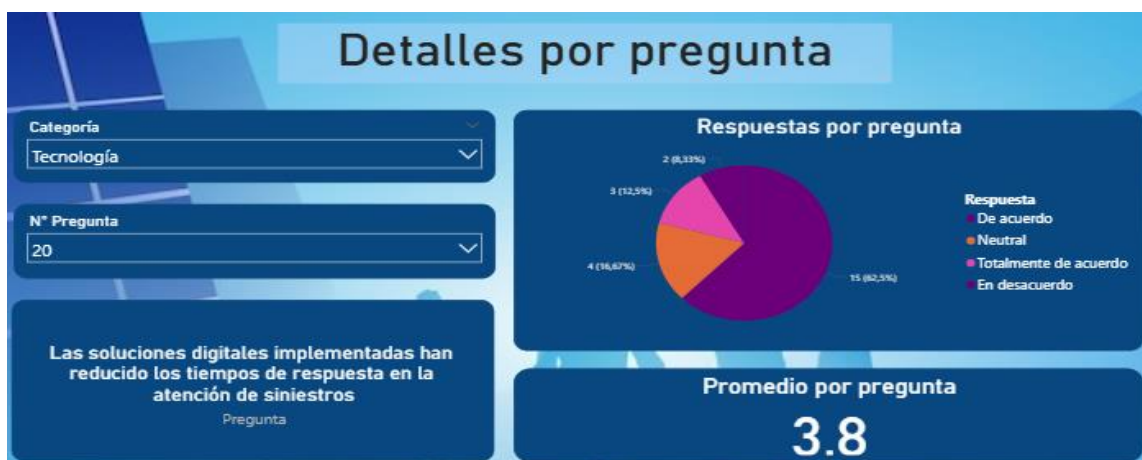 Detalles por pregunta
Categoría
Tecnología
N° Pregunta
20
Las soluciones digitales implementadas han
reducido los tiempos de respuesta en la
atención de siniestros
Pregunta
Respuestas por pregunta
2 (8,33%)
3 (12,5%)
4 (16,67%)
15 (62,5%)
Respuesta
De acuerdo
Neutral
Totalmente de acuerdo
En desacuerdo
Promedio por pregunta
3.8